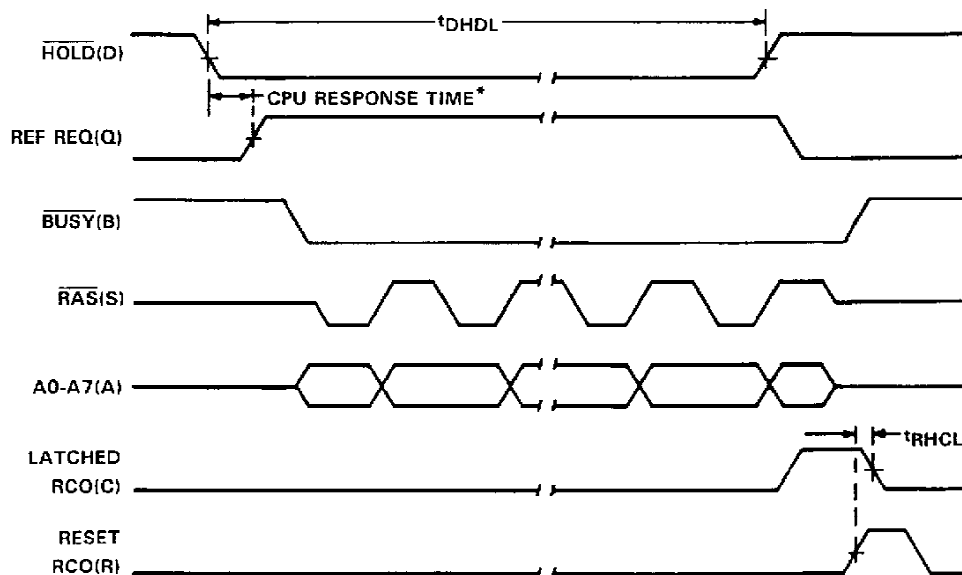 tDHDL
HOLD(D)
CPU RESPONSE TIME*
REF REQ(Q)
BUSY(B)
RAS(S)
A0-A7(A)
tRHCL
LATCHED
RCO(C)
RESET
RCO(R)